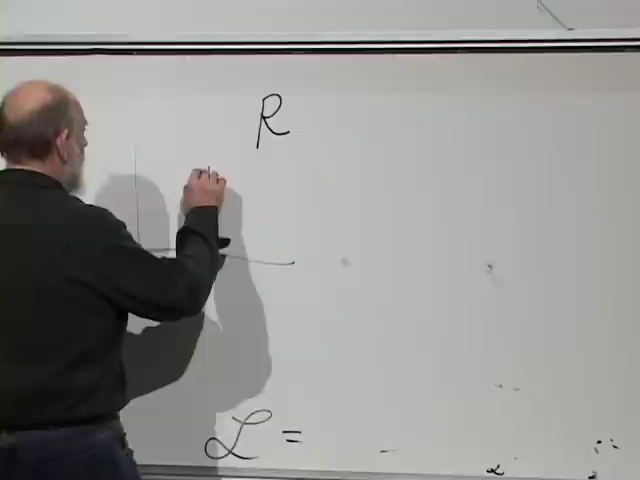 R
ℒ =